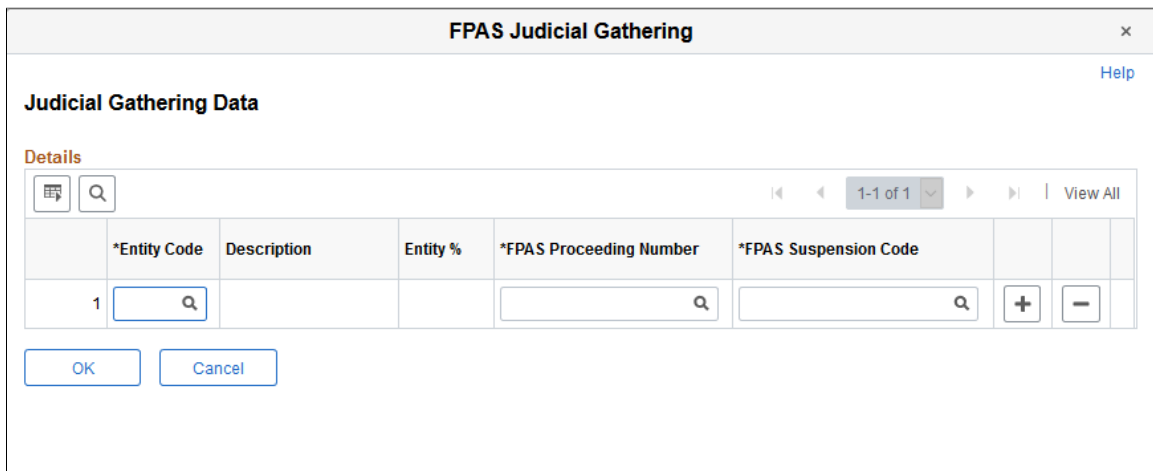 FPAS Judicial Gathering ×
Help
Judicial Gathering Data
Details
1-1 of 1 | View All
*Entity Code Description Entity % *FPAS Proceeding Number *FPAS Suspension Code
1
OK Cancel